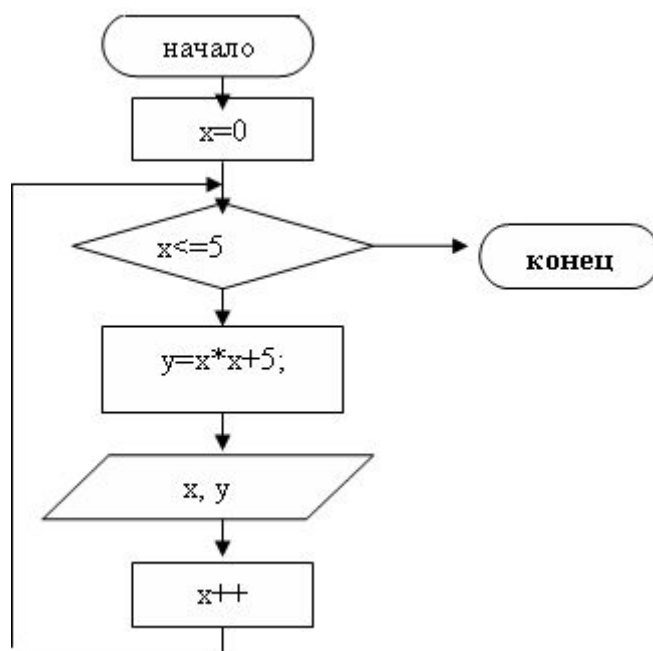 начало
x=0
x<=5
конец
y=x*x+5;
x, y
x++